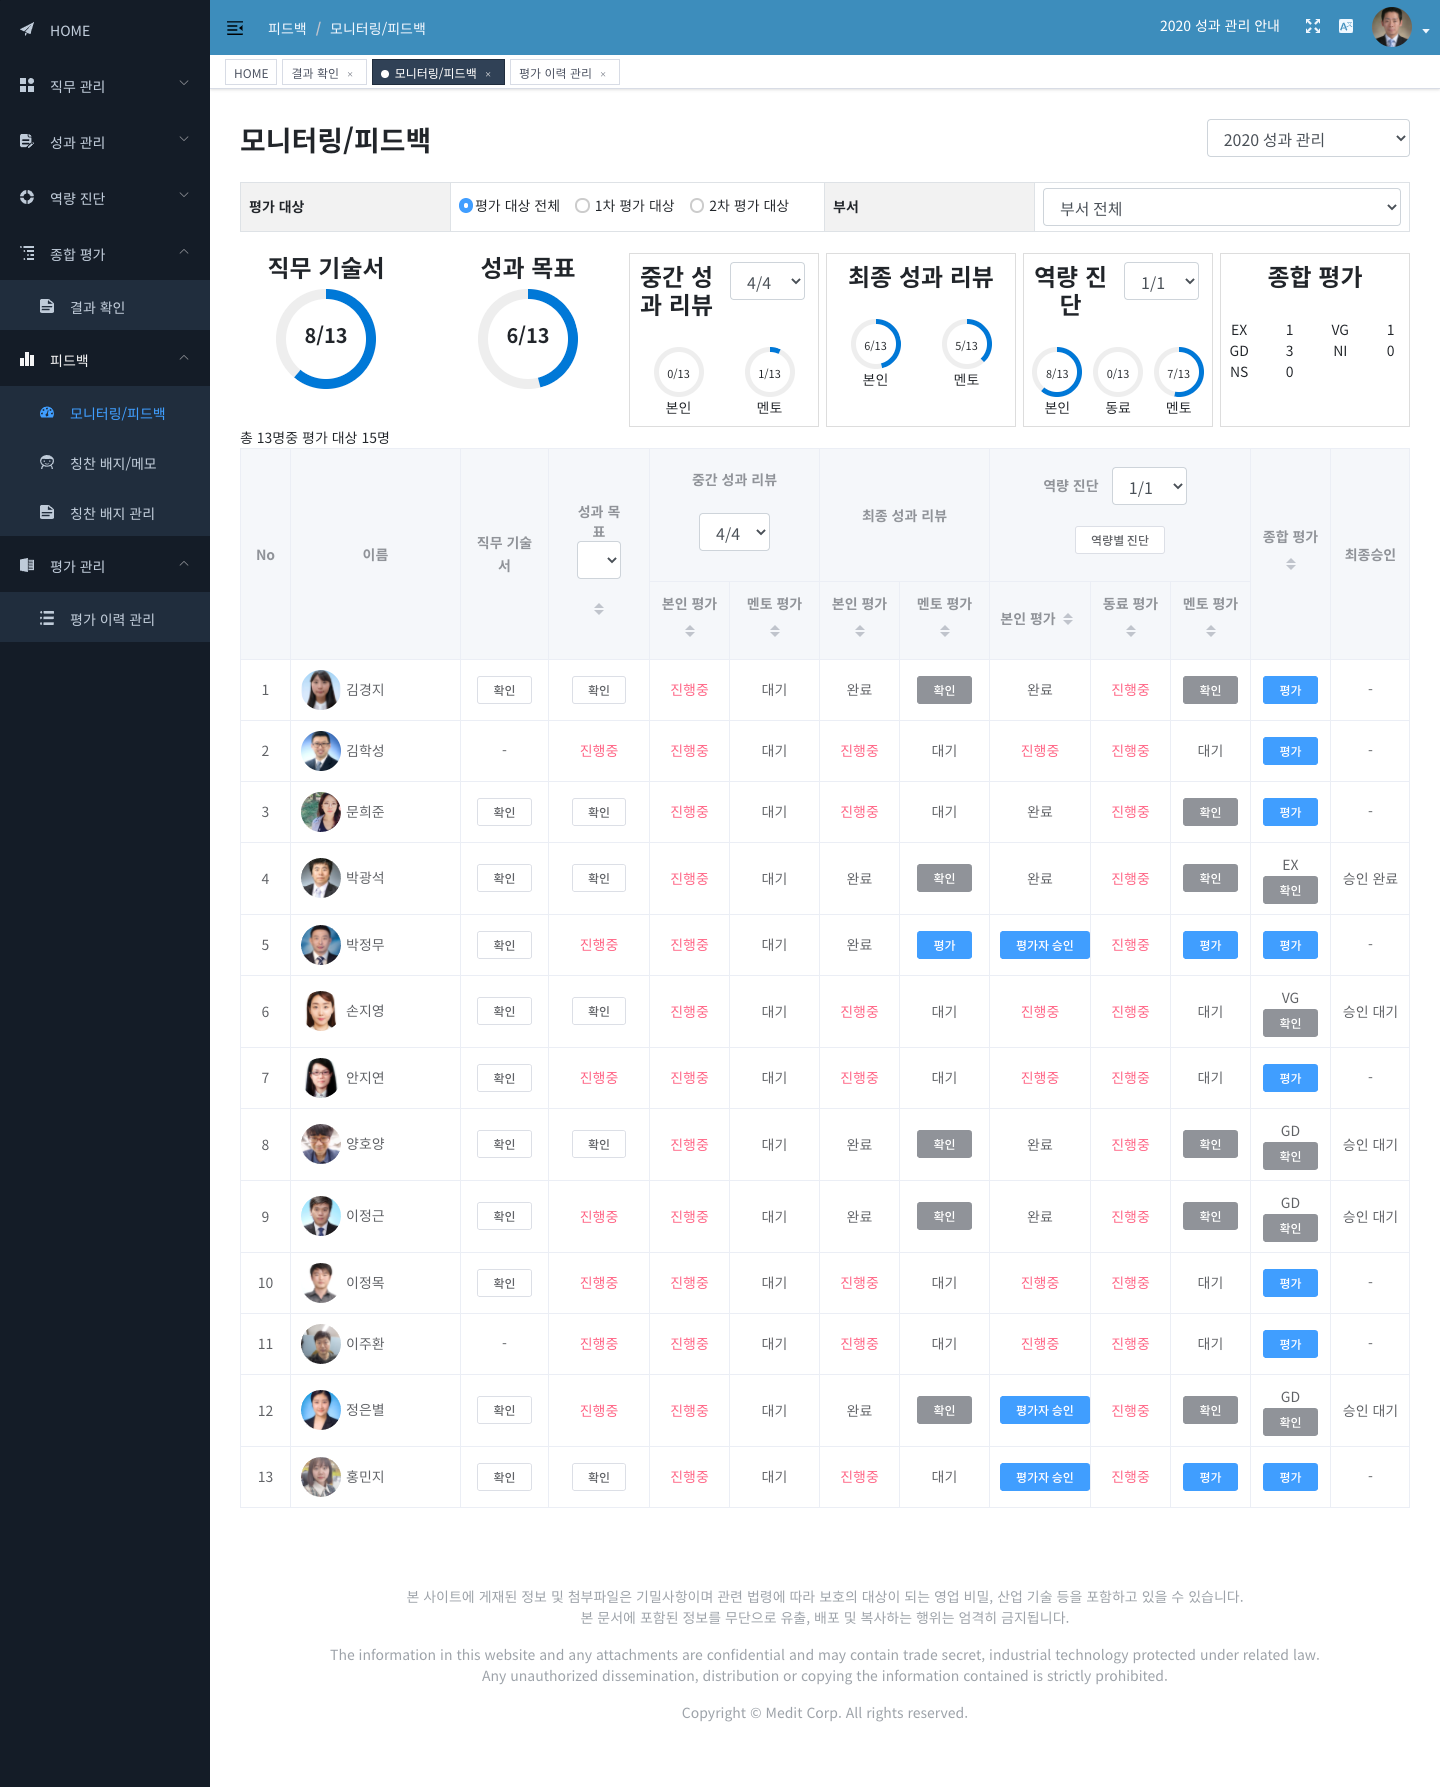 HOME
직무 관리
성과 관리
역량 진단
종합 평가
결과 확인
피드백
모니터링/피드백
칭찬 배지/메모
칭찬 배지 관리
평가 관리
평가 이력 관리
피드백 / 모니터링/피드백
2020 성과 관리 안내
HOME
결과 확인 ×
모니터링/피드백 ×
평가 이력 관리 ×
모니터링/피드백
2020 성과 관리
평가 대상
평가 대상 전체 1차 평가 대상 2차 평가 대상
부서
부서 전체
직무 기술서
8/13
성과 목표
6/13
중간 성
과 리뷰
4/4
0/13 1/13
본인 멘토
최종 성과 리뷰
6/13 5/13
본인 멘토
역량 진
단
1/1
8/13 0/13 7/13
본인 동료 멘토
종합 평가
EX 1 VG 1
GD 3 NI 0
NS 0
총 13명중 평가 대상 15명
No
이름
직무 기술
서
성과 목
표
중간 성과 리뷰
4/4
최종 성과 리뷰
역량 진단 1/1
역량별 진단
종합 평가
최종승인
본인 평가 멘토 평가 본인 평가 멘토 평가 본인 평가 동료 평가 멘토 평가
1 김경지 확인 확인 진행중 대기 완료 확인 완료 진행중 확인 평가 -
2 김학성 - 진행중 진행중 대기 진행중 대기 진행중 진행중 대기 평가 -
3 문희준 확인 확인 진행중 대기 진행중 대기 완료 진행중 확인 평가 -
4 박광석 확인 확인 진행중 대기 완료 확인 완료 진행중 확인 EX 확인 승인 완료
5 박정무 확인 진행중 진행중 대기 완료 평가 평가자 승인 진행중 평가 평가 -
6 손지영 확인 확인 진행중 대기 진행중 대기 진행중 진행중 대기 VG 확인 승인 대기
7 안지연 확인 진행중 진행중 대기 진행중 대기 진행중 진행중 대기 평가 -
8 양호양 확인 확인 진행중 대기 완료 확인 완료 진행중 확인 GD 확인 승인 대기
9 이정근 확인 진행중 진행중 대기 완료 확인 완료 진행중 확인 GD 확인 승인 대기
10 이정목 확인 진행중 진행중 대기 진행중 대기 진행중 진행중 대기 평가 -
11 이주환 - 진행중 진행중 대기 진행중 대기 진행중 진행중 대기 평가 -
12 정은별 확인 진행중 진행중 대기 완료 확인 평가자 승인 진행중 확인 GD 확인 승인 대기
13 홍민지 확인 확인 진행중 대기 진행중 대기 평가자 승인 진행중 평가 평가 -
본 사이트에 게재된 정보 및 첨부파일은 기밀사항이며 관련 법령에 따라 보호의 대상이 되는 영업 비밀, 산업 기술 등을 포함하고 있을 수 있습니다.
본 문서에 포함된 정보를 무단으로 유출, 배포 및 복사하는 행위는 엄격히 금지됩니다.
The information in this website and any attachments are confidential and may contain trade secret, industrial technology protected under related law.
Any unauthorized dissemination, distribution or copying the information contained is strictly prohibited.
Copyright © Medit Corp. All rights reserved.